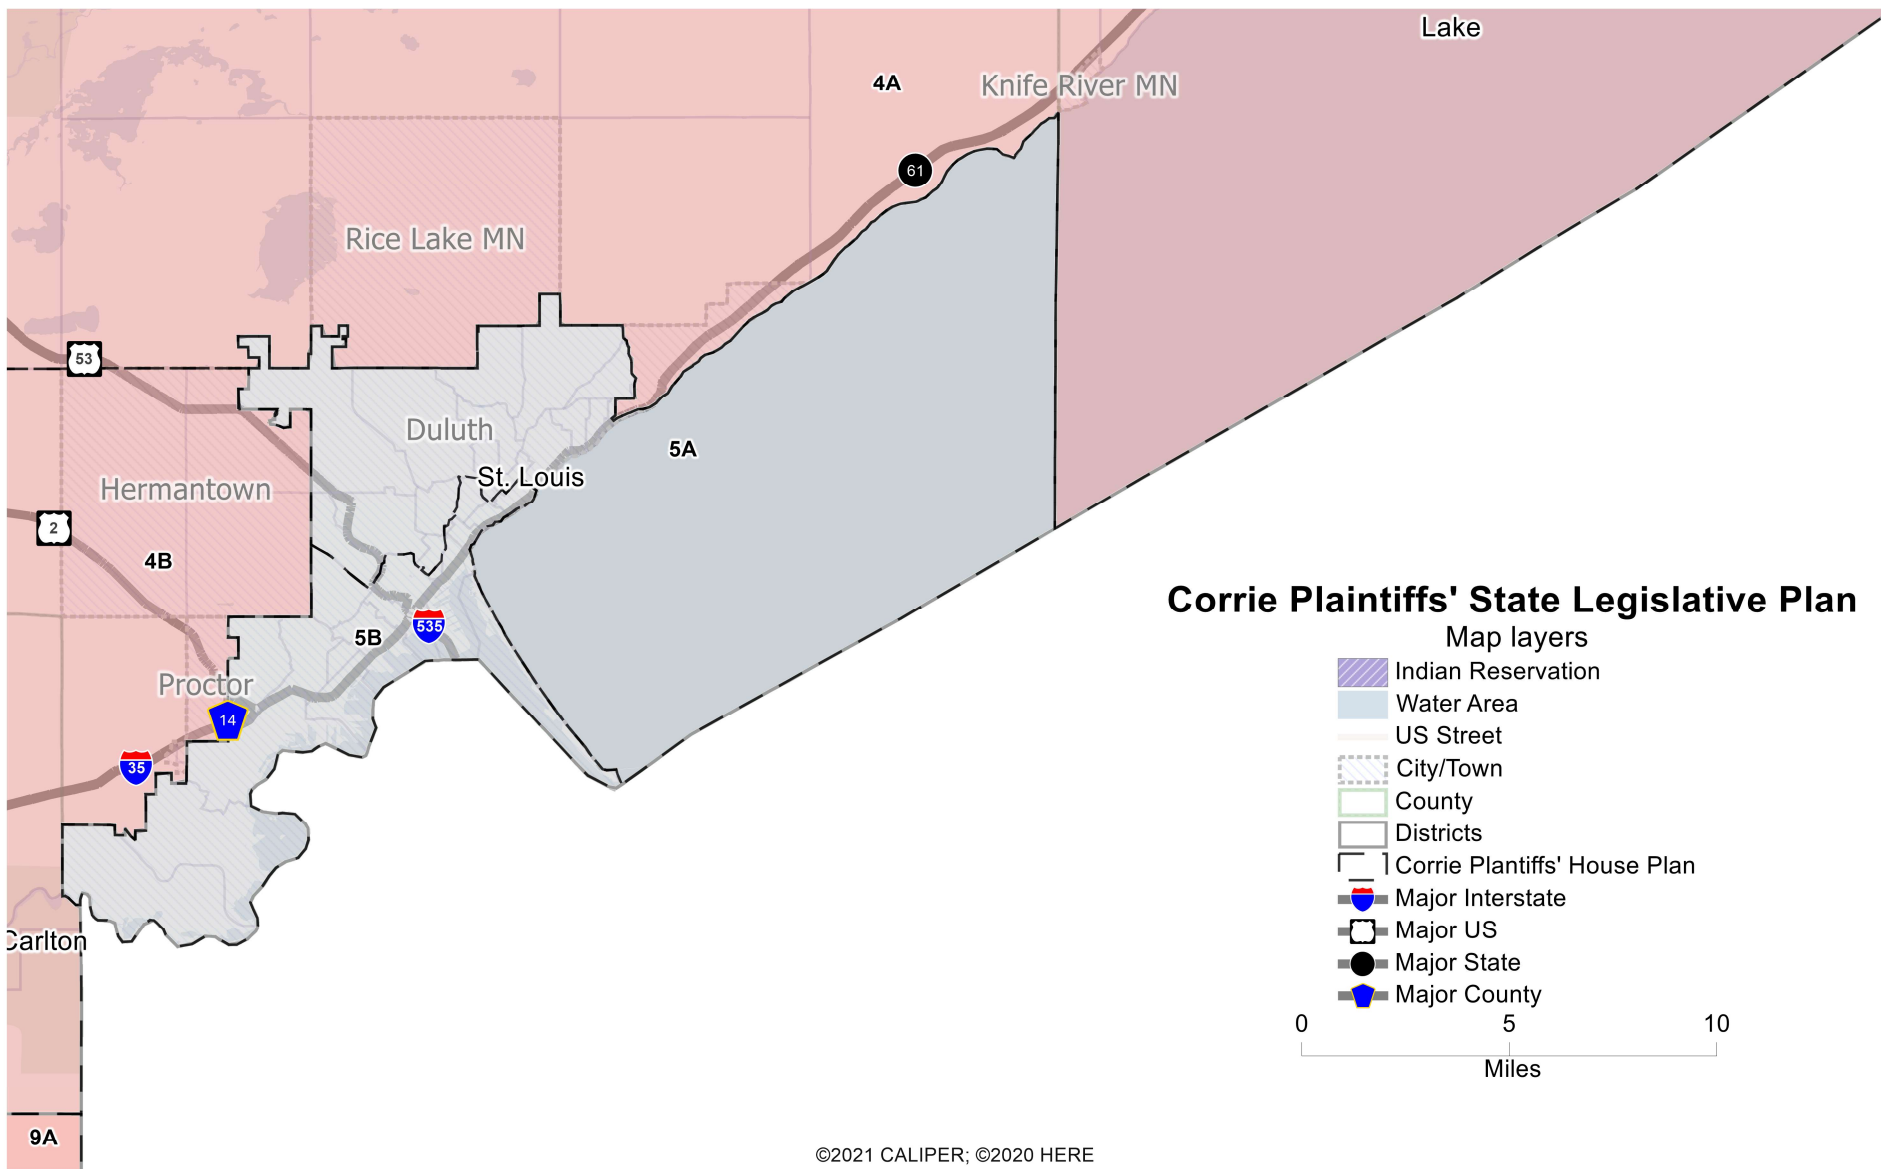 Lake
4A
Knife River MN
61
Rice Lake MN
53
Duluth
5A
St. Louis
Hermantown
2
4B
535
5B
Proctor
14
35
Carlton
9A
Corrie Plaintiffs' State Legislative Plan
Map layers
Indian Reservation
Water Area
US Street
City/Town
County
Districts
Corrie Plantiffs' House Plan
Major Interstate
Major US
Major State
Major County
0 5 10
Miles
©2021 CALIPER; ©2020 HERE